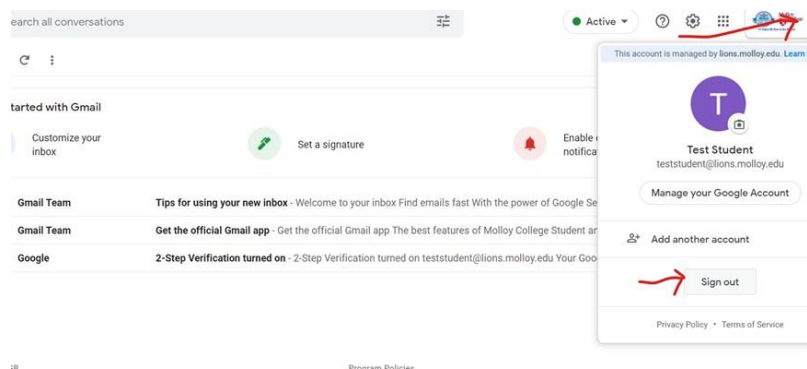 earch all conversations
Active
This account is managed by lions.molloy.edu. Learn
T
Test Student
teststudent@lions.molloy.edu
Manage your Google Account
Add another account
Sign out
Privacy Policy • Terms of Service
tarted with Gmail
Customize your
inbox
Set a signature
Enable
notifica
Gmail Team Tips for using your new inbox - Welcome to your inbox Find emails fast With the power of Google Se
Gmail Team Get the official Gmail app - Get the official Gmail app The best features of Molloy College Student an
Google 2-Step Verification turned on - 2-Step Verification turned on teststudent@lions.molloy.edu Your Goo
Program Policies